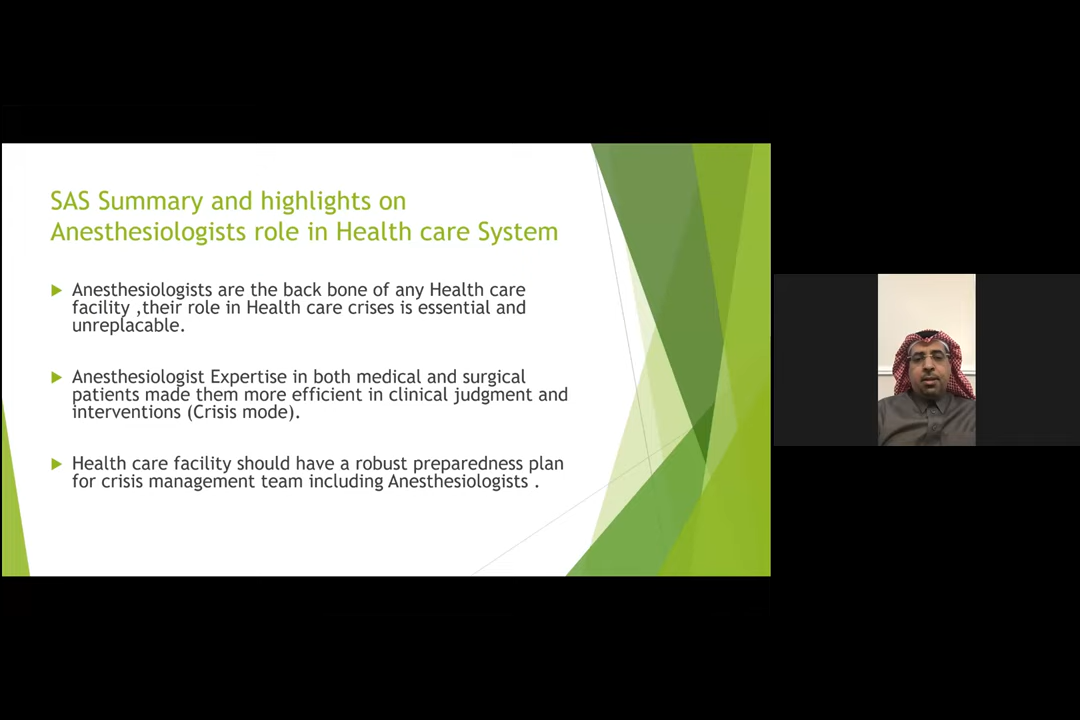 SAS Summary and highlights on
Anesthesiologists role in Health care System
Anesthesiologists are the back bone of any Health care
facility ,their role in Health care crises is essential and
unreplacable.
Anesthesiologist Expertise in both medical and surgical
patients made them more efficient in clinical judgment and
interventions (Crisis mode).
Health care facility should have a robust preparedness plan
for crisis management team including Anesthesiologists .